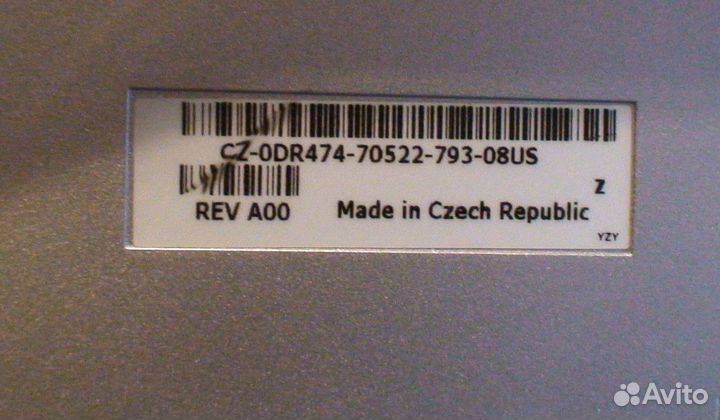 CZ-0DR474-70522-793-08US
Z
REV A00 Made in Czech Republic
YZY
Avito